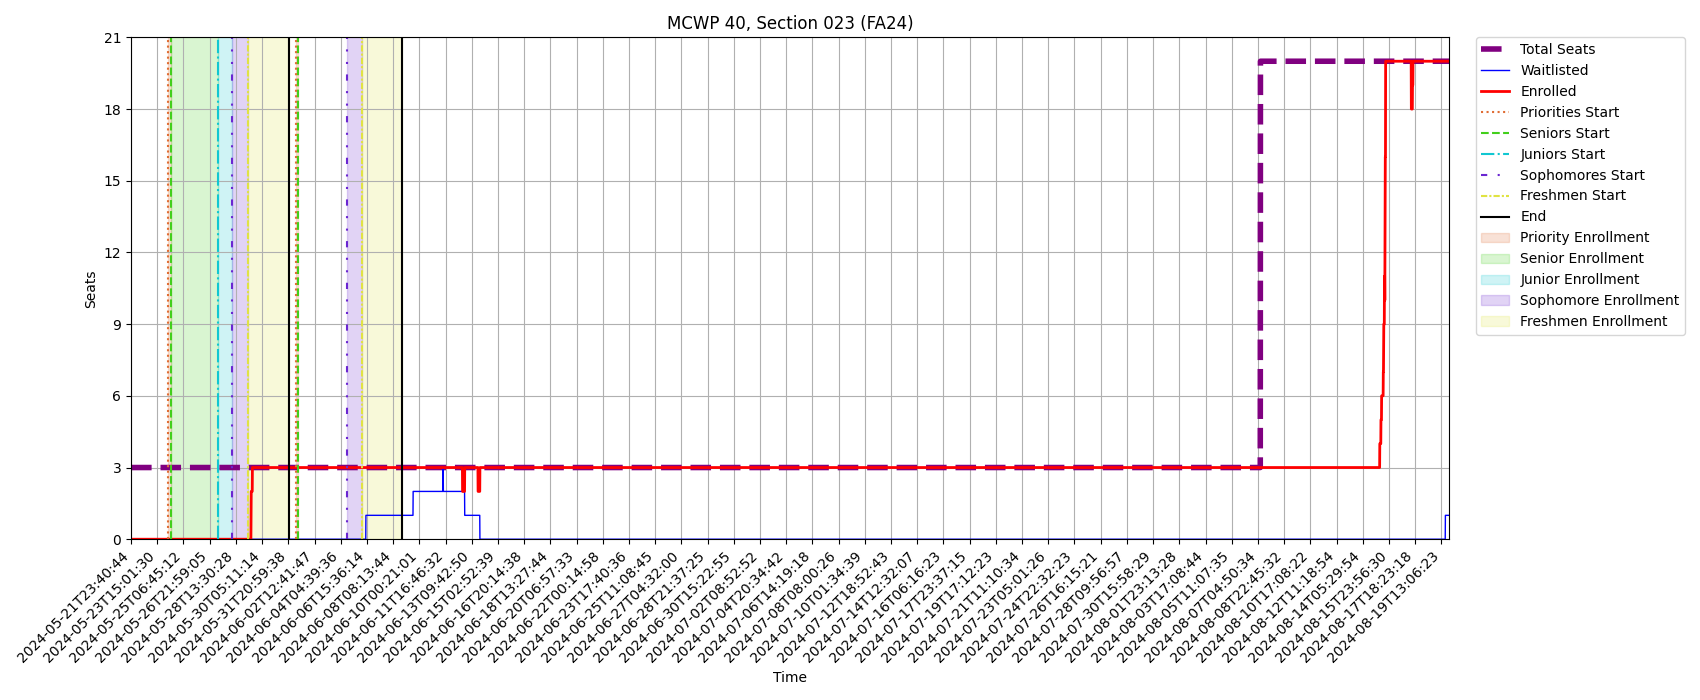 MCWP 40, Section 023 (FA24)
21
18
15
12
9
6
3
0
Seats
2024-05-21T23:40:44
2024-05-23T15:01:30
2024-05-25T06:45:12
2024-05-26T21:59:05
2024-05-28T13:30:28
2024-05-30T05:11:14
2024-05-31T20:59:38
2024-06-02T12:41:47
2024-06-04T04:39:36
2024-06-06T15:36:14
2024-06-08T08:13:44
2024-06-10T00:21:01
2024-06-11T16:46:32
2024-06-13T09:42:50
2024-06-15T02:52:39
2024-06-16T20:14:38
2024-06-18T13:27:44
2024-06-20T06:57:33
2024-06-22T00:14:58
2024-06-23T17:40:36
2024-06-25T11:08:45
2024-06-27T04:32:00
2024-06-28T21:37:25
2024-06-30T15:22:55
2024-07-02T08:52:52
2024-07-04T20:34:42
2024-07-06T14:19:18
2024-07-08T08:00:26
2024-07-10T01:34:39
2024-07-12T18:52:43
2024-07-14T12:32:07
2024-07-16T06:16:23
2024-07-17T23:37:15
2024-07-19T17:12:23
2024-07-21T11:10:34
2024-07-23T05:01:26
2024-07-24T22:32:23
2024-07-26T16:15:21
2024-07-28T09:56:57
2024-07-30T15:58:29
2024-08-01T23:13:28
2024-08-03T17:08:44
2024-08-05T11:07:35
2024-08-07T04:50:34
2024-08-08T22:45:32
2024-08-10T17:08:22
2024-08-12T11:18:54
2024-08-14T05:29:54
2024-08-15T23:56:30
2024-08-17T18:23:18
2024-08-19T13:06:23
Time
Total Seats
Waitlisted
Enrolled
Priorities Start
Seniors Start
Juniors Start
Sophomores Start
Freshmen Start
End
Priority Enrollment
Senior Enrollment
Junior Enrollment
Sophomore Enrollment
Freshmen Enrollment